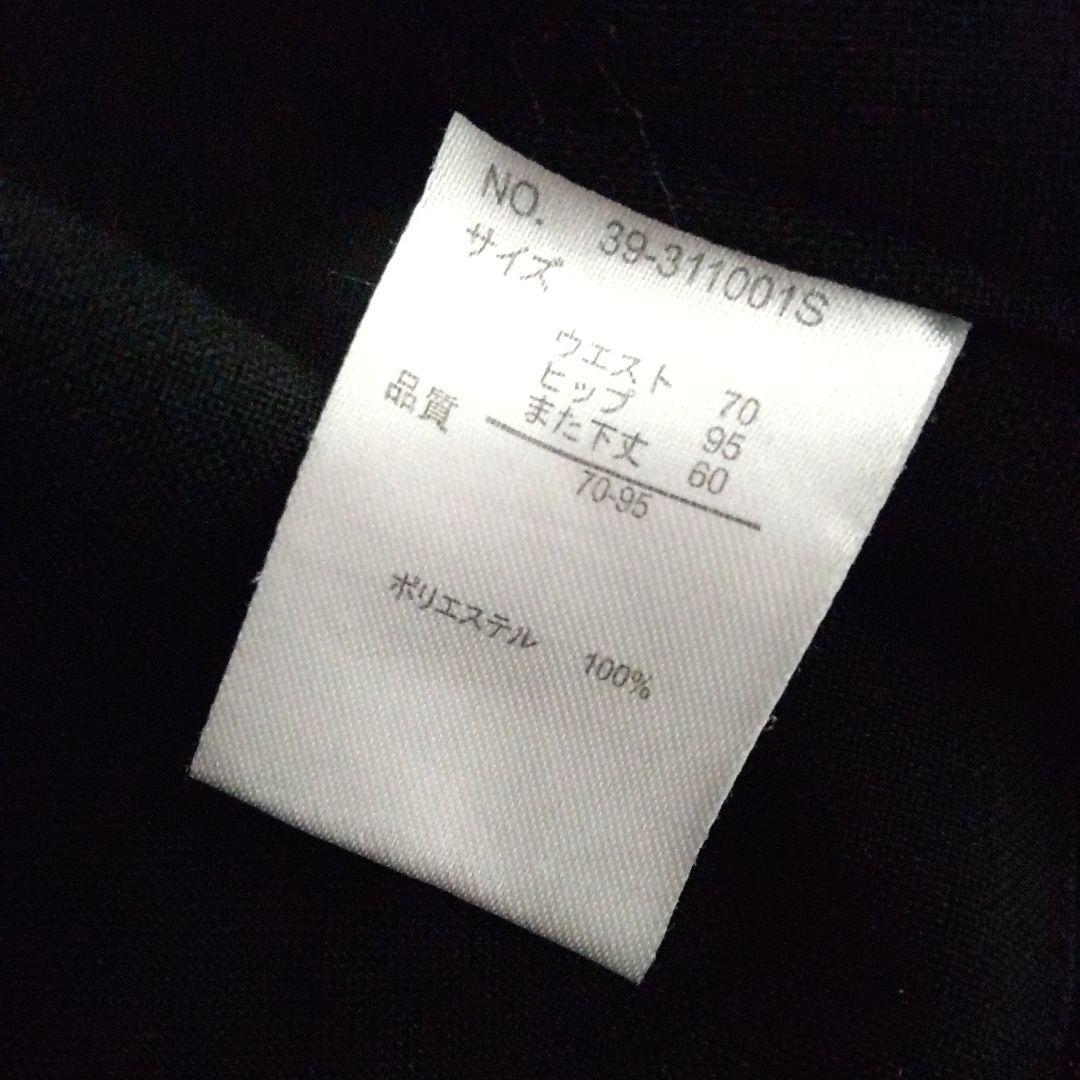 NO. 39-311001S
サイズ
ウエスト 70
ヒップ 95
また下丈 60
70-95
品質
ポリエステル 100%